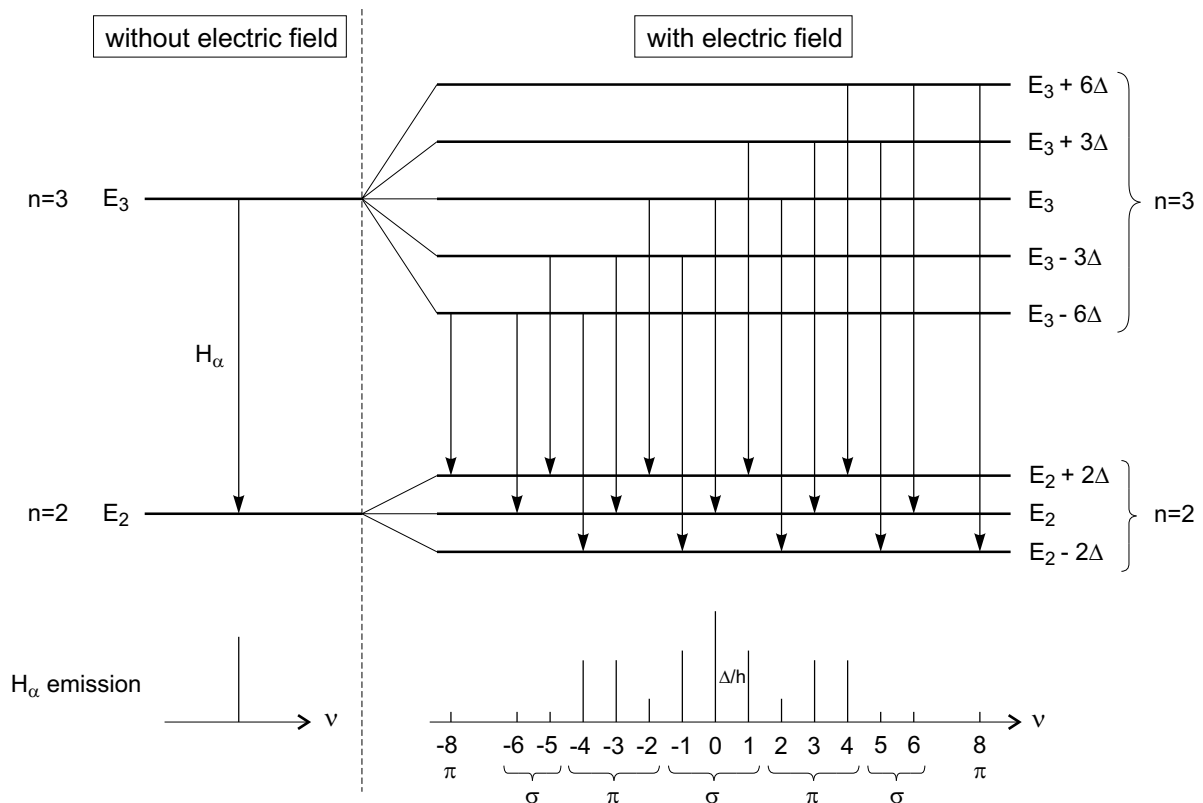 without electric field
with electric field
E₃ + 6Δ
E₃ + 3Δ
n=3 E₃
E₃
n=3
E₃ - 3Δ
E₃ - 6Δ
Hα
E₂ + 2Δ
n=2 E₂
E₂
n=2
E₂ - 2Δ
Δ/h
Hα emission
ν
ν
-8 -6 -5 -4 -3 -2 -1 0 1 2 3 4 5 6 8
π π
σ π σ π σ